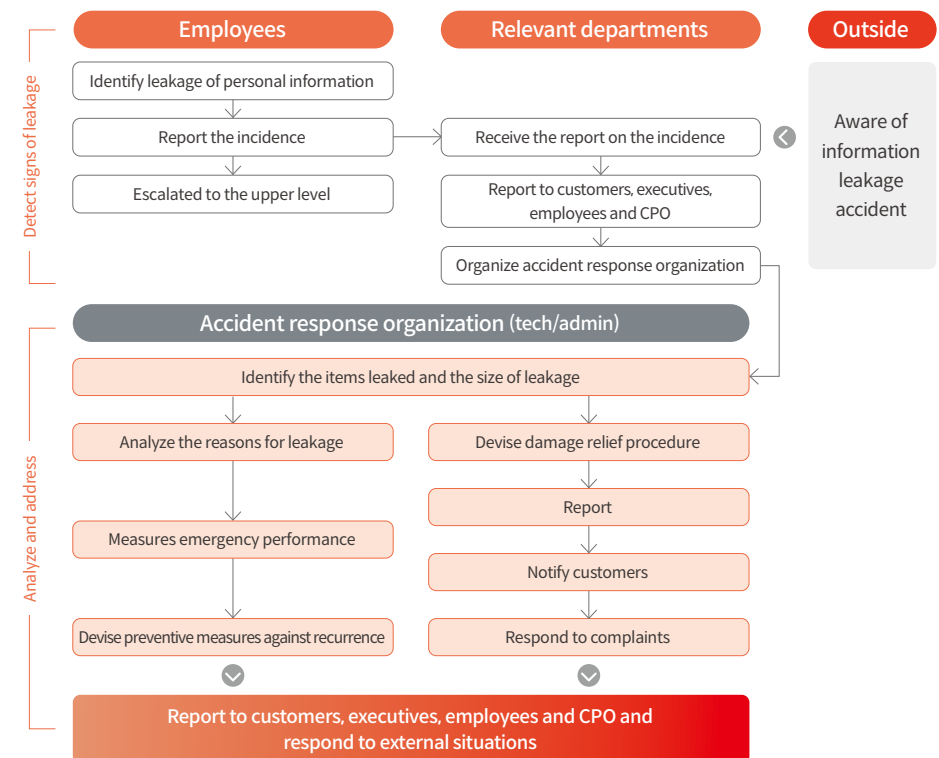 Employees
Relevant departments
Outside
Detect signs of leakage
Identify leakage of personal information
Report the incidence
Escalated to the upper level
Receive the report on the incidence
Report to customers, executives,
employees and CPO
Organize accident response organization
Aware of
information
leakage
accident
Analyze and address
Accident response organization (tech/admin)
Identify the items leaked and the size of leakage
Analyze the reasons for leakage
Measures emergency performance
Devise preventive measures against recurrence
Devise damage relief procedure
Report
Notify customers
Respond to complaints
Report to customers, executives, employees and CPO and
respond to external situations